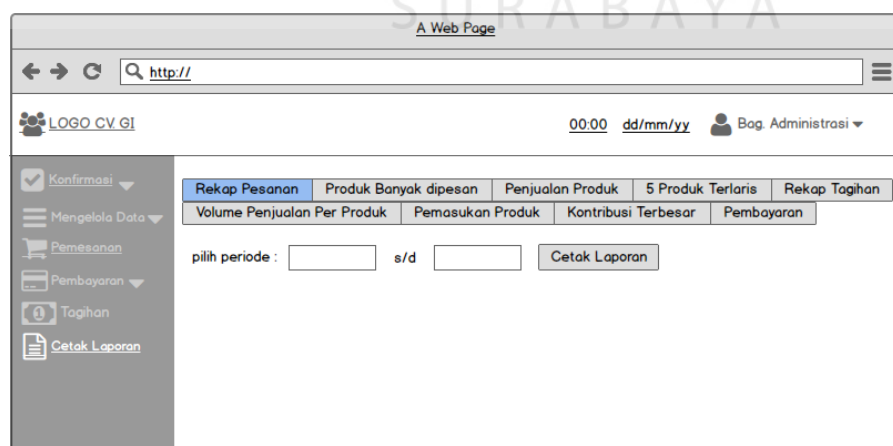 SURABAYA
A Web Page
http://
LOGO CV. GI
00:00 dd/mm/yy Bag. Administrasi
Konfirmasi
Mengelola Data
Pemesanan
Pembayaran
1 Tagihan
Cetak Laporan
Rekap Pesanan Produk Banyak dipesan Penjualan Produk 5 Produk Terlaris Rekap Tagihan
Volume Penjualan Per Produk Pemasukan Produk Kontribusi Terbesar Pembayaran
pilih periode : s/d Cetak Laporan